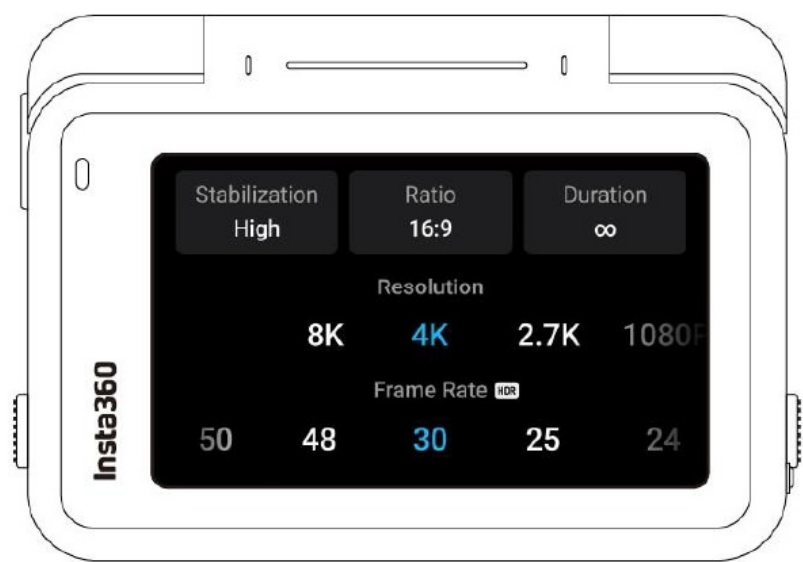 Stabilization Ratio Duration
High 16:9 ∞
Resolution
8K 4K 2.7K 1080P
Frame Rate HDR
50 48 30 25 24
Insta360